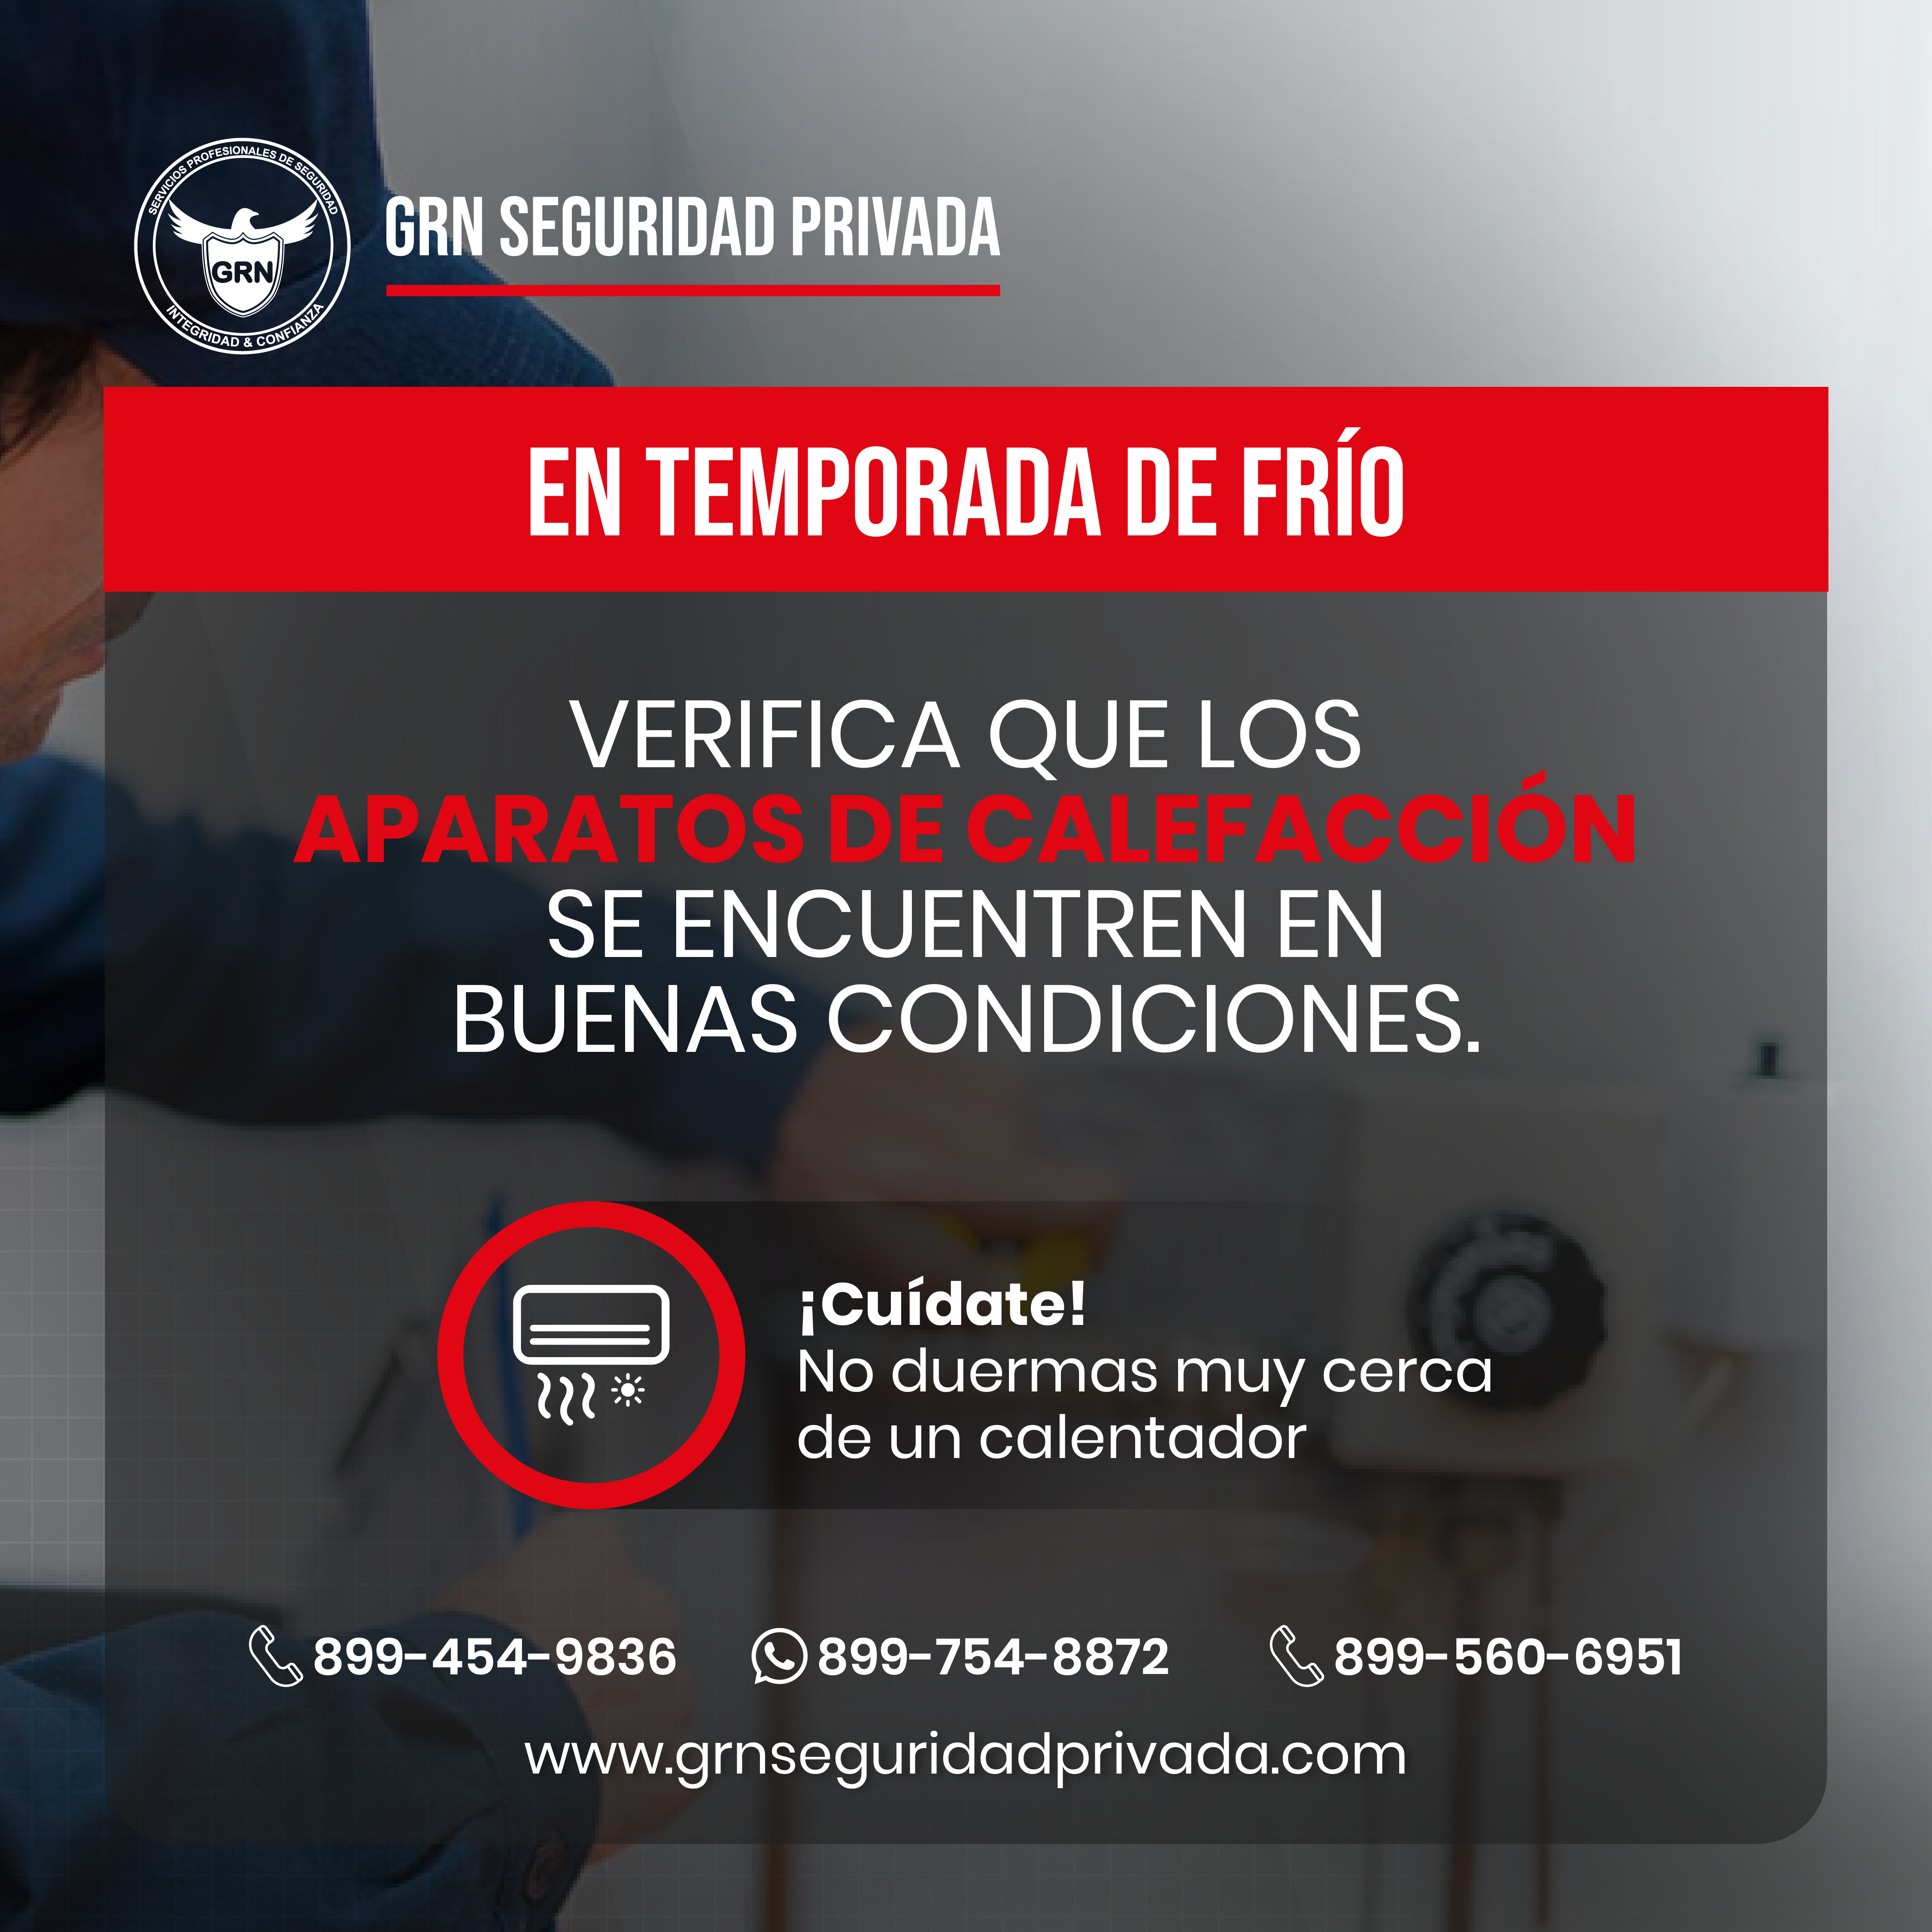 SERVICIOS PROFESIONALES DE SEGURIDAD
GRN
INTEGRIDAD & CONFIANZA
GRN SEGURIDAD PRIVADA
EN TEMPORADA DE FRÍO
VERIFICA QUE LOS
APARATOS DE CALEFACCIÓN
SE ENCUENTREN EN
BUENAS CONDICIONES.
¡Cuídate!
No duermas muy cerca
de un calentador
899-454-9836
899-754-8872
899-560-6951
www.grnseguridadprivada.com